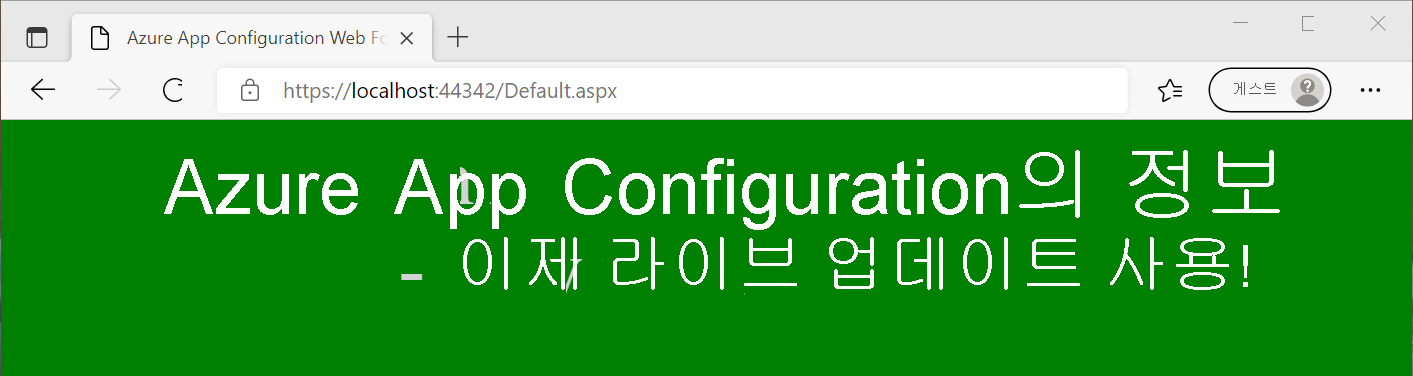 Azure App Configuration Web Fo
https://localhost:44342/Default.aspx
게스트
Azure App Configuration의 정보
- 이제 라이브 업데이트 사용!